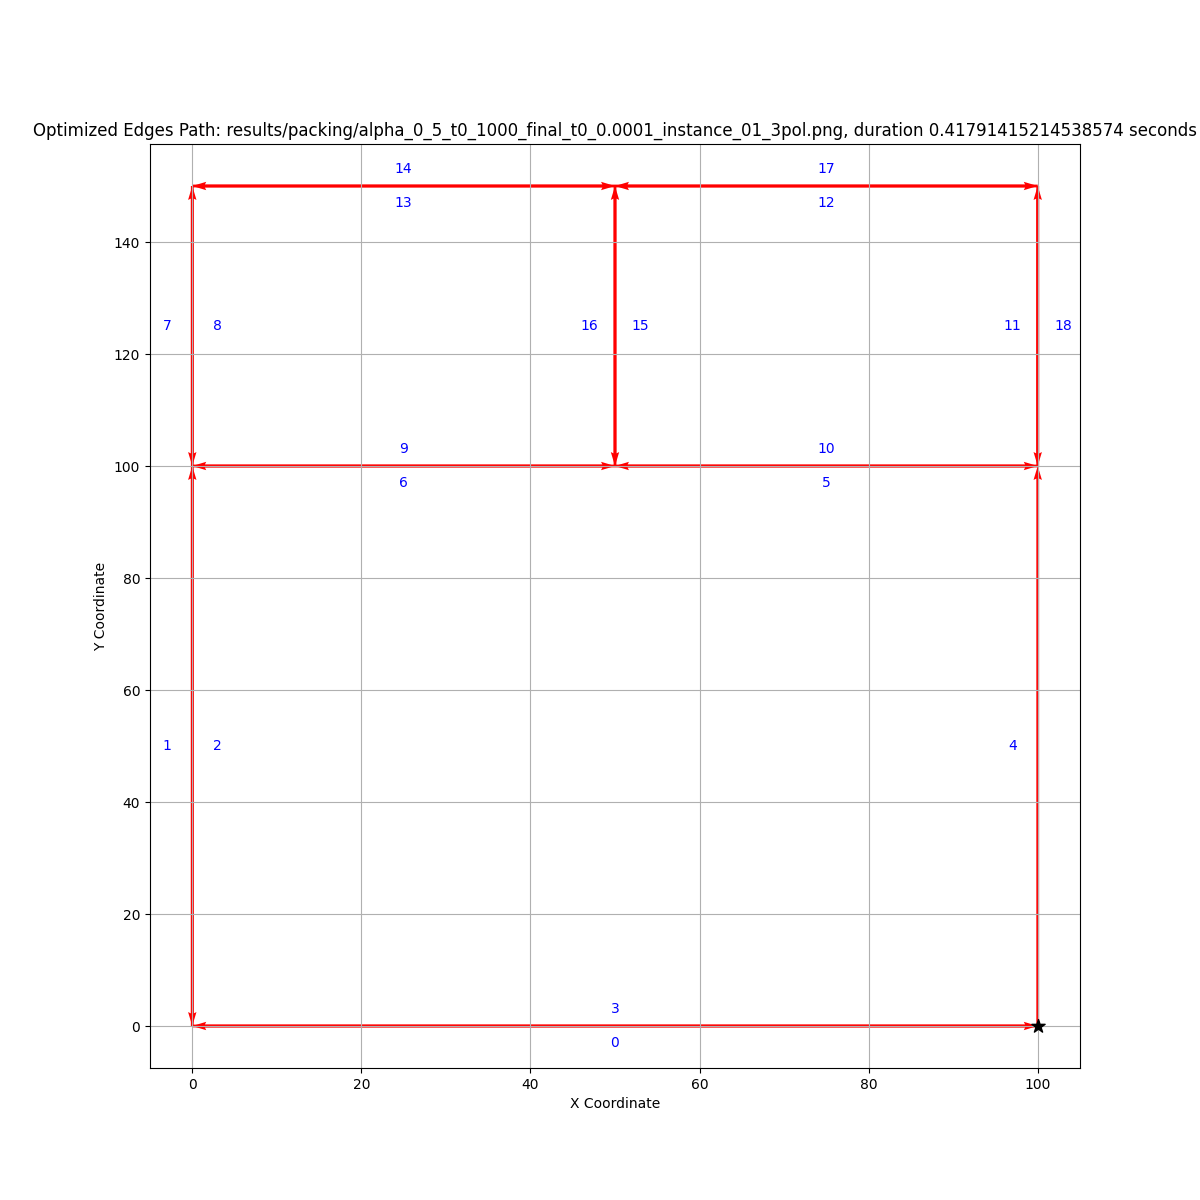 Optimized Edges Path: results/packing/alpha_0_5_t0_1000_final_t0_0.0001_instance_01_3pol.png, duration 0.41791415214538574 seconds
14 17
13 12
140
7 8 16 15 11 18
120
9 10
100
6 5
80
Y Coordinate
60
1 2 4
40
20
3
0
0
0 20 40 60 80 100
X Coordinate